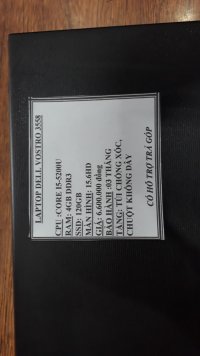 LAPTOP DELL VOSTRO 3558
CPU :CORE I5-5200U
RAM: 4GB DDR3
SSD: 120GB
MÀN HÌNH: 15.6HD
GIÁ: 6.600.000 đồng
BẢO HÀNH :03 THÁNG
TẶNG: TÚI CHỐNG XỐC,
CHUỘT KHÔNG DÂY
CÓ HỖ TRỢ TRẢ GÓP